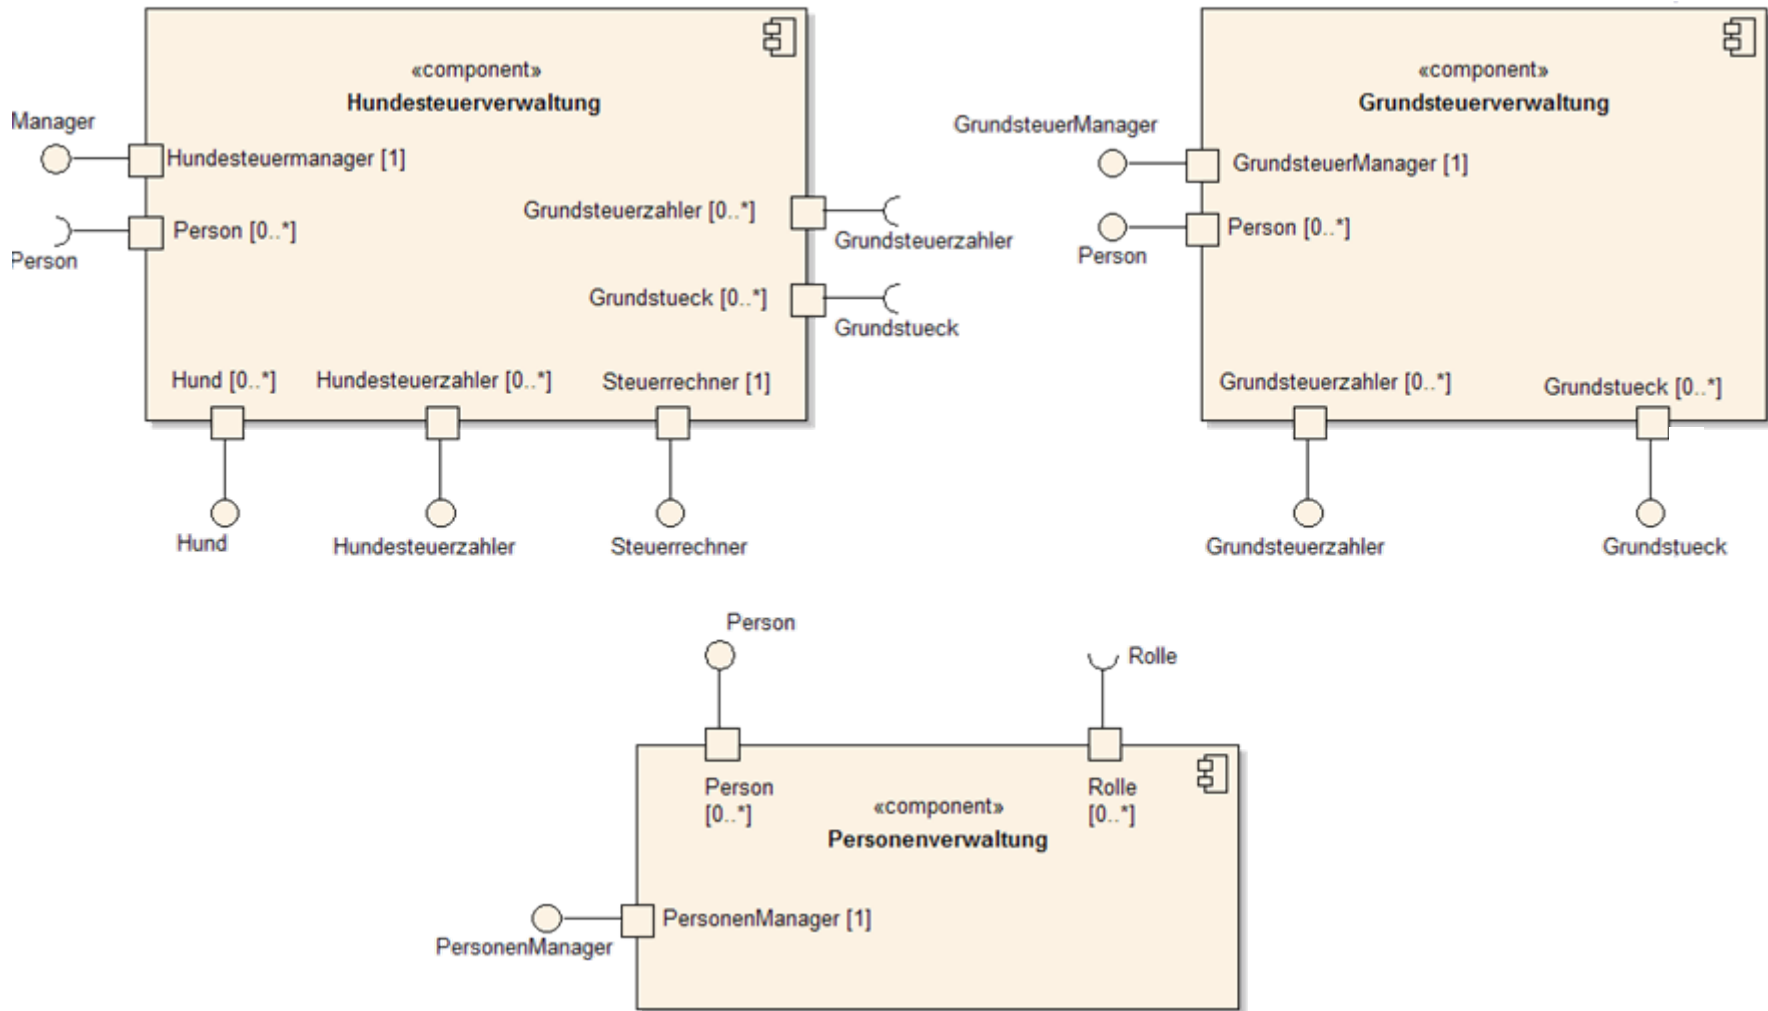 «component»
Hundesteuerverwaltung
Manager
Hundesteuermanager [1]
Person [0..*]
Person
Grundsteuerzahler [0..*]
Grundsteuerzahler
Grundstueck [0..*]
Grundstueck
Hund [0..*]
Hundesteuerzahler [0..*]
Steuerrechner [1]
Hund
Hundesteuerzahler
Steuerrechner
«component»
Grundsteuerverwaltung
GrundsteuerManager
GrundsteuerManager [1]
Person [0..*]
Person
Grundsteuerzahler [0..*]
Grundstueck [0..*]
Grundsteuerzahler
Grundstueck
Person
Rolle
Person
[0..*]
Rolle
[0..*]
«component»
Personenverwaltung
PersonenManager [1]
PersonenManager